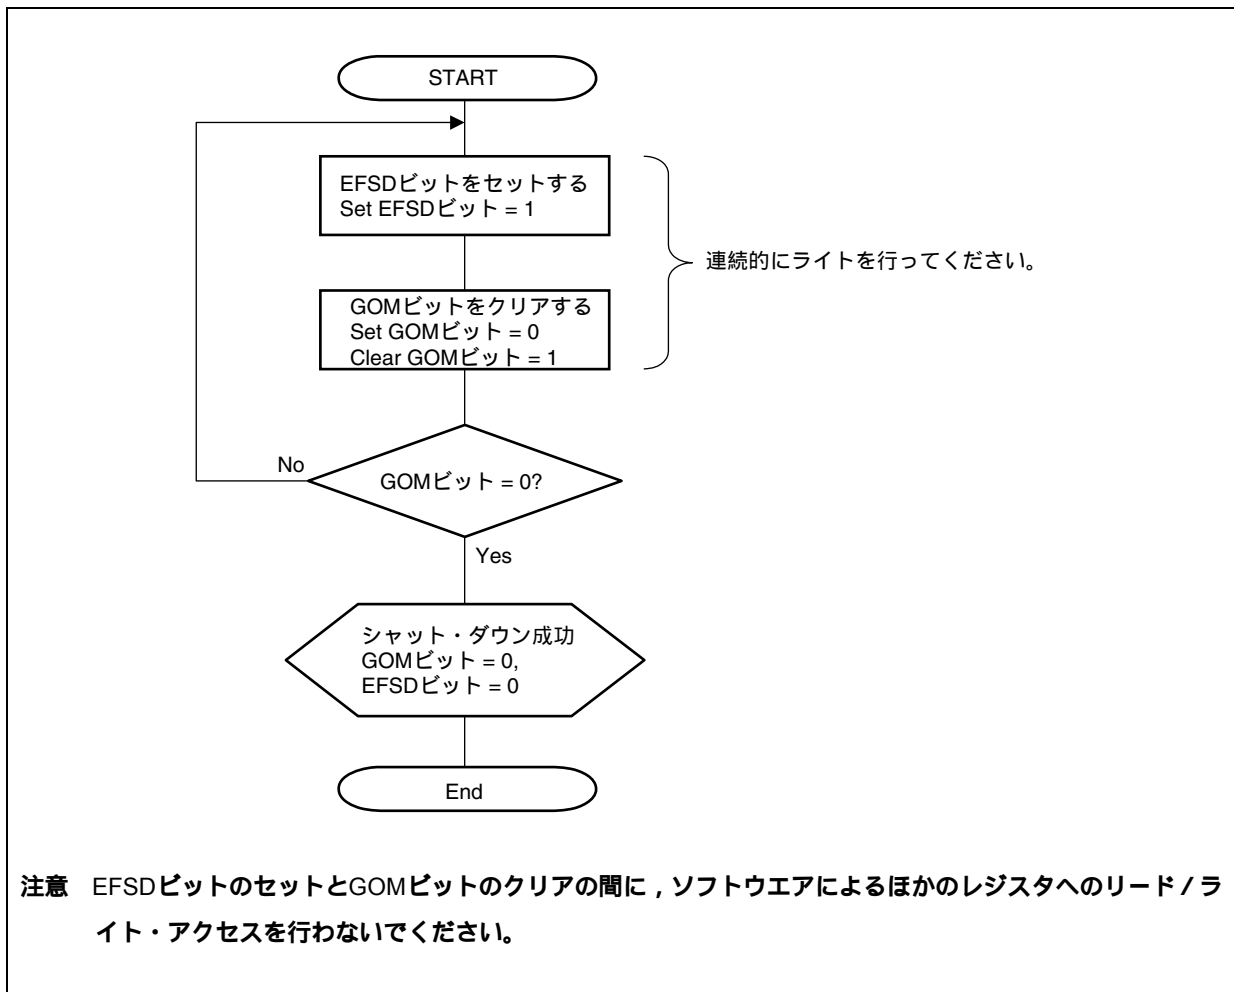 START
EFSDビットをセットする
Set EFSDビット = 1
連続的にライトを行ってください。
GOMビットをクリアする
Set GOMビット = 0
Clear GOMビット = 1
No
GOMビット = 0?
Yes
シャット・ダウン成功
GOMビット = 0,
EFSDビット = 0
End
注意 EFSDビットのセットとGOMビットのクリアの間に，ソフトウエアによるほかのレジスタへのリード／ラ
イト・アクセスを行わないでください。